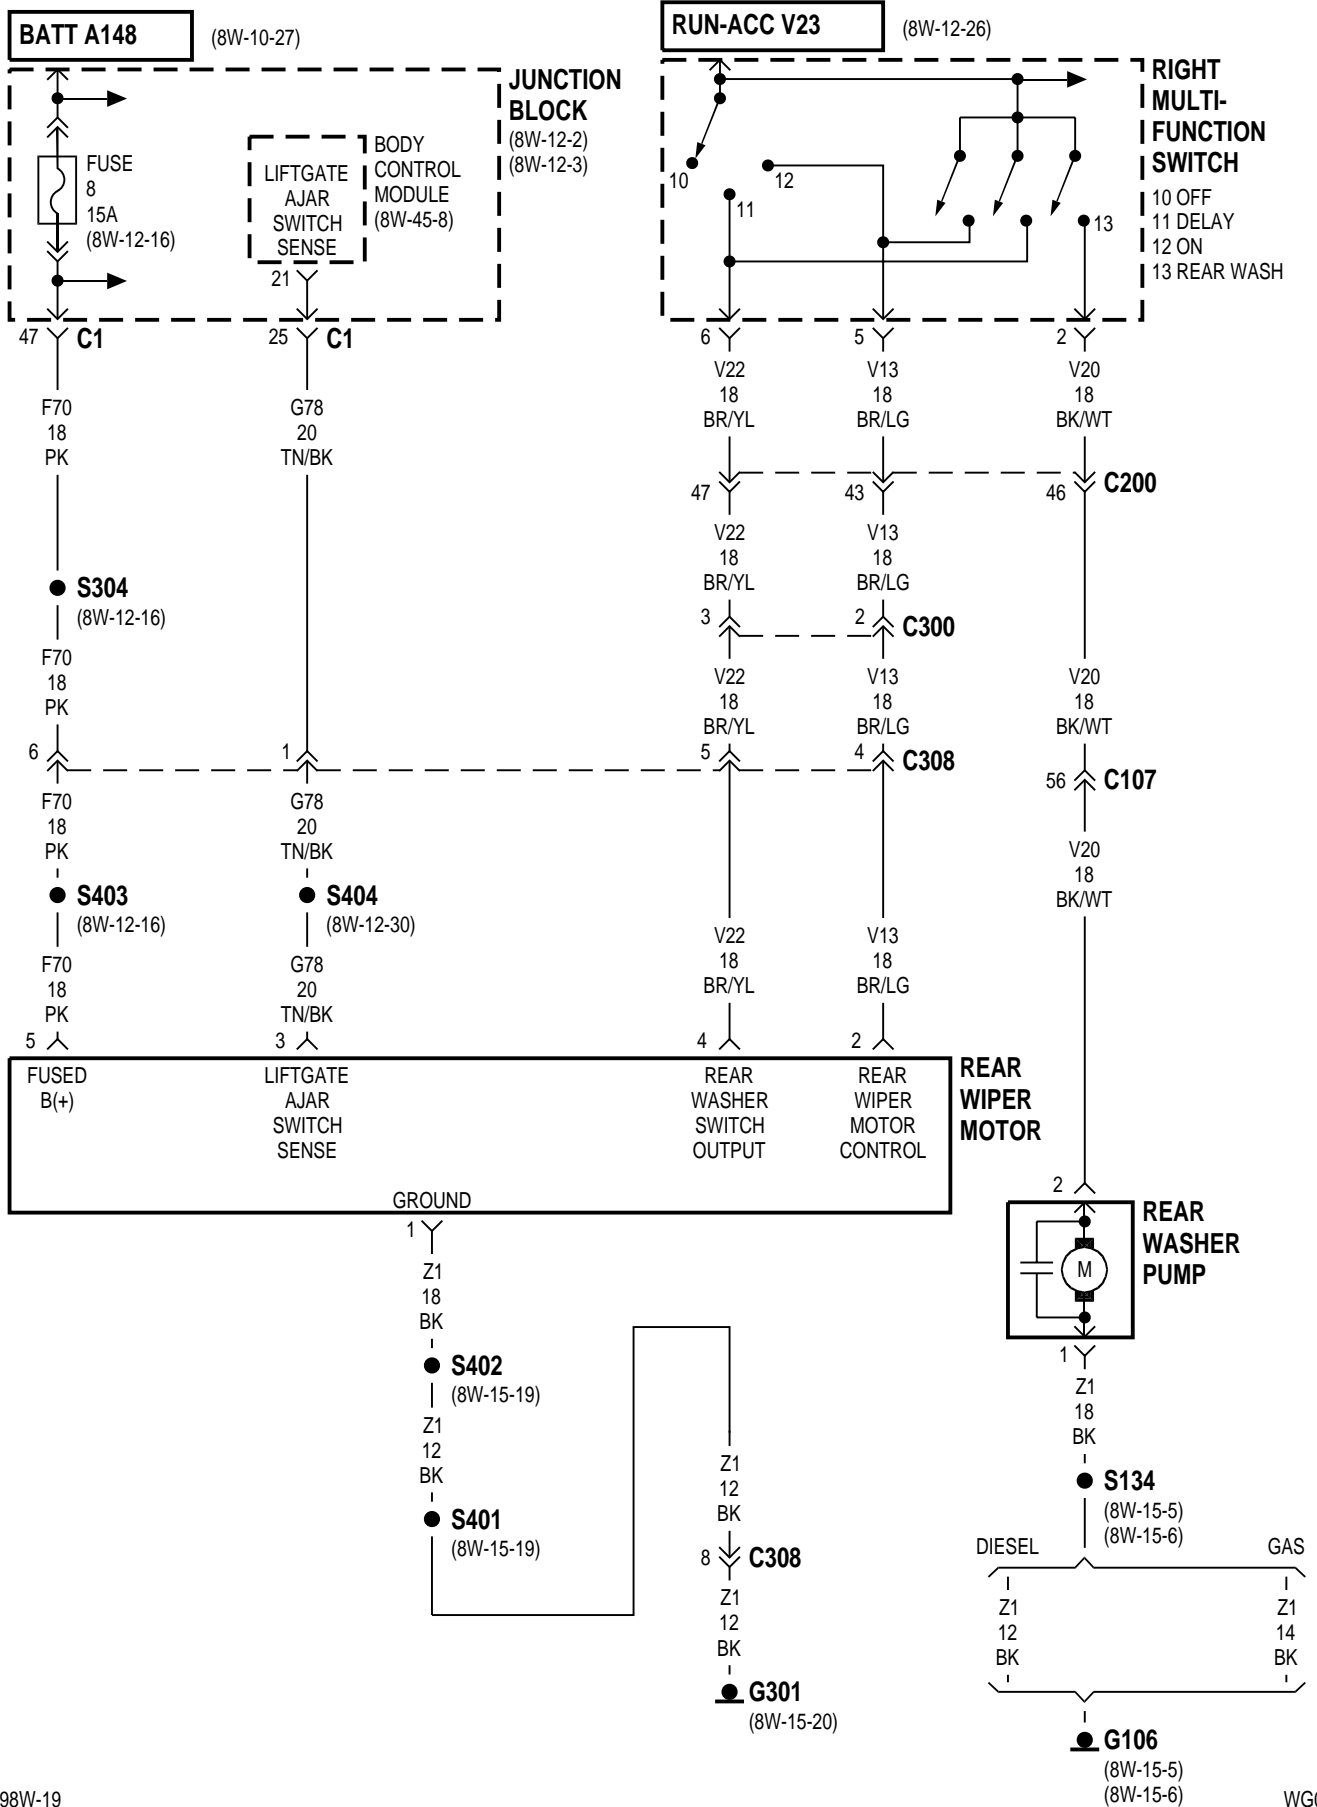 BATT A148
(8W-10-27)
RUN-ACC V23
(8W-12-26)
JUNCTION
BLOCK
(8W-12-2)
(8W-12-3)
FUSE
8
15A
(8W-12-16)
LIFTGATE
AJAR
SWITCH
SENSE
21
BODY
CONTROL
MODULE
(8W-45-8)
RIGHT
MULTI-
FUNCTION
SWITCH
10 OFF
11 DELAY
12 ON
13 REAR WASH
10
12
11
13
47
C1
25
C1
6
5
2
F70
18
PK
G78
20
TN/BK
V22
18
BR/YL
V13
18
BR/LG
V20
18
BK/WT
47
43
46
C200
V22
18
BR/YL
V13
18
BR/LG
S304
(8W-12-16)
3
2
C300
F70
18
PK
V22
18
BR/YL
V13
18
BR/LG
V20
18
BK/WT
6
1
5
4
C308
56
C107
F70
18
PK
G78
20
TN/BK
V20
18
BK/WT
S403
(8W-12-16)
S404
(8W-12-30)
F70
18
PK
G78
20
TN/BK
V22
18
BR/YL
V13
18
BR/LG
5
3
4
2
FUSED
B(+)
LIFTGATE
AJAR
SWITCH
SENSE
REAR
WASHER
SWITCH
OUTPUT
REAR
WIPER
MOTOR
CONTROL
REAR
WIPER
MOTOR
GROUND
1
2
REAR
WASHER
PUMP
M
1
Z1
18
BK
S402
(8W-15-19)
Z1
12
BK
S401
(8W-15-19)
Z1
12
BK
8
C308
Z1
12
BK
G301
(8W-15-20)
Z1
18
BK
S134
(8W-15-5)
(8W-15-6)
DIESEL
GAS
Z1
12
BK
Z1
14
BK
G106
(8W-15-5)
(8W-15-6)
98W-19